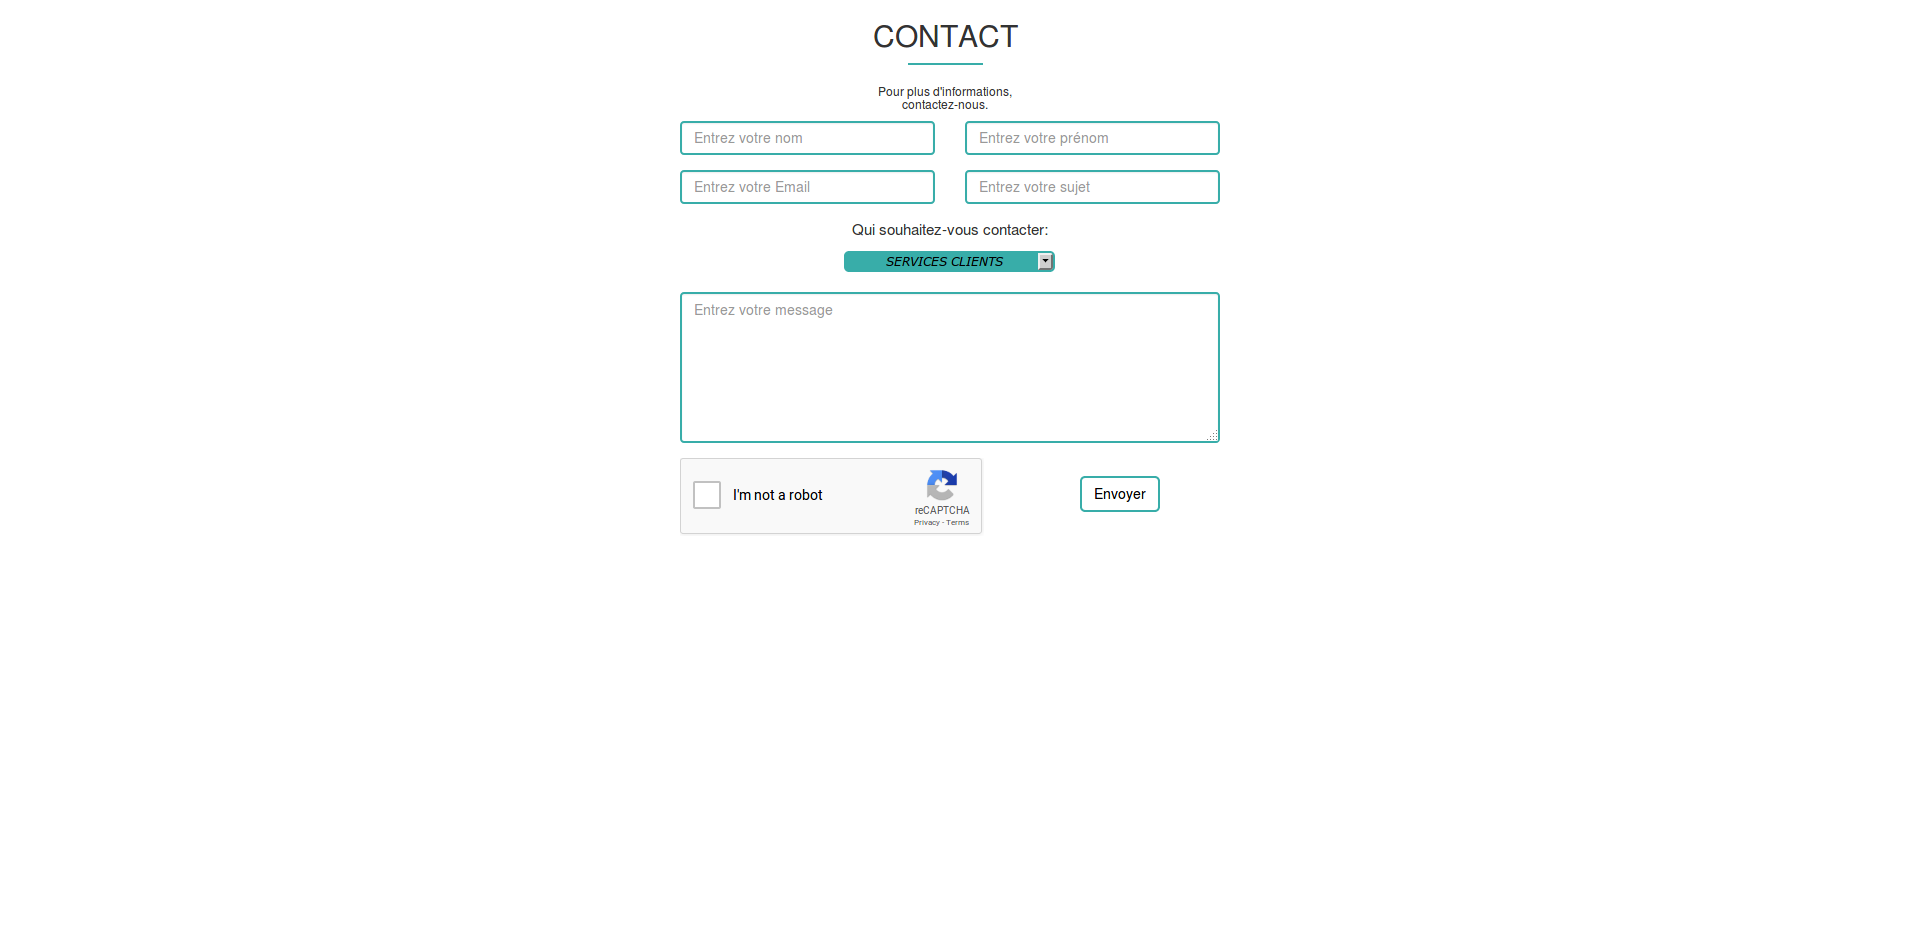 CONTACT
Pour plus d'informations,
contactez-nous.
Entrez votre nom
Entrez votre prénom
Entrez votre Email
Entrez votre sujet
Qui souhaitez-vous contacter:
SERVICES CLIENTS
Entrez votre message
I'm not a robot
reCAPTCHA
Privacy - Terms
Envoyer